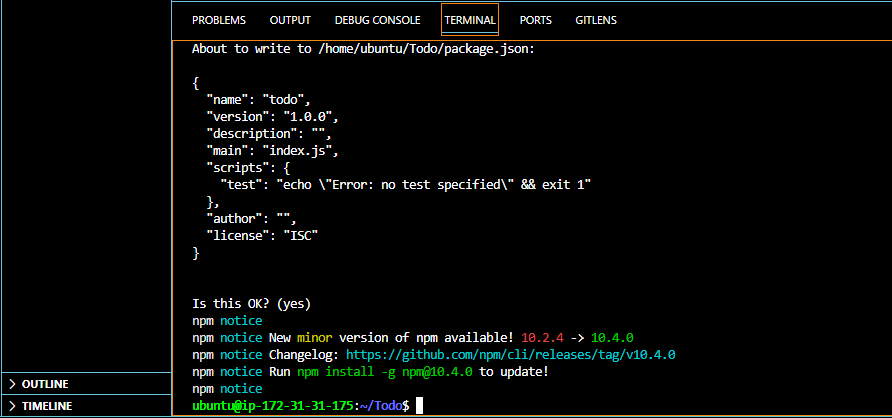 PROBLEMS OUTPUT DEBUG CONSOLE TERMINAL PORTS GITLENS
About to write to /home/ubuntu/Todo/package.json:
{
  "name": "todo",
  "version": "1.0.0",
  "description": "",
  "main": "index.js",
  "scripts": {
    "test": "echo \"Error: no test specified\" && exit 1"
  },
  "author": "",
  "license": "ISC"
}
Is this OK? (yes)
npm notice
npm notice New minor version of npm available! 10.2.4 -> 10.4.0
npm notice Changelog: https://github.com/npm/cli/releases/tag/v10.4.0
npm notice Run npm install -g npm@10.4.0 to update!
npm notice
ubuntu@ip-172-31-31-175:~/Todo$
> OUTLINE
> TIMELINE